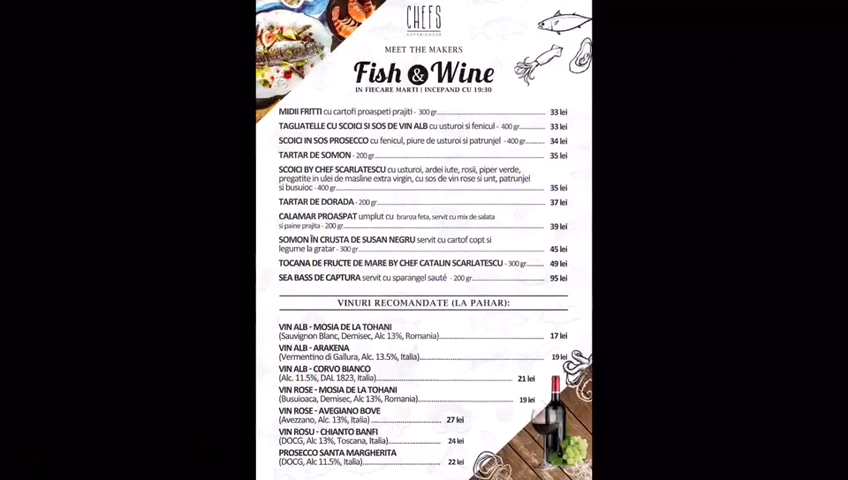 CHEFS
EXPERIENCE
MEET THE MAKERS
Fish & Wine
IN FIECARE MARTI | INCEPAND CU 19:30
MIDII FRITTI cu cartofi proaspeti prajiti - 300 gr 33 lei
TAGLIATELLE CU SCOICI SI SOS DE VIN ALB cu usturoi si fenicul - 400 gr 33 lei
SCOICI IN SOS PROSECCO cu fenicul, piure de usturoi si patrunjel - 400 gr 34 lei
TARTAR DE SOMON - 200 gr 35 lei
SCOICI BY CHEF SCARLATESCU cu usturoi, ardei iute, rosii, piper verde,
pregatite in ulei de masline extra virgin, cu sos de vin rose si unt, patrunjel
si busuioc - 400 gr 35 lei
TARTAR DE DORADA - 200 gr 37 lei
CALAMAR PROASPAT umplut cu branza feta, servit cu mix de salata
si paine prajita - 200 gr 39 lei
SOMON ÎN CRUSTA DE SUSAN NEGRU servit cu cartof copt si
legume la gratar - 300 gr 45 lei
TOCANA DE FRUCTE DE MARE BY CHEF CATALIN SCARLATESCU - 300 gr 49 lei
SEA BASS DE CAPTURA servit cu sparangel sauté - 200 gr 95 lei
VINURI RECOMANDATE (LA PAHAR):
VIN ALB - MOSIA DE LA TOHANI
(Sauvignon Blanc, Demisec, Alc 13%, Romania) 17 lei
VIN ALB - ARAKENA
(Vermentino di Gallura, Alc. 13.5%, Italia) 19 lei
VIN ALB - CORVO BIANCO
(Alc. 11.5%, DAL 1823, Italia) 21 lei
VIN ROSE - MOSIA DE LA TOHANI
(Busuioaca, Demisec, Alc 13%, Romania) 19 lei
VIN ROSE - AVEGIANO BOVE
(Avezzano, Alc. 13%, Italia) 27 lei
VIN ROSU - CHIANTO BANFI
(DOCG, Alc 13%, Toscana, Italia) 24 lei
PROSECCO SANTA MARGHERITA
(DOCG, Alc 11.5%, Italia) 22 lei